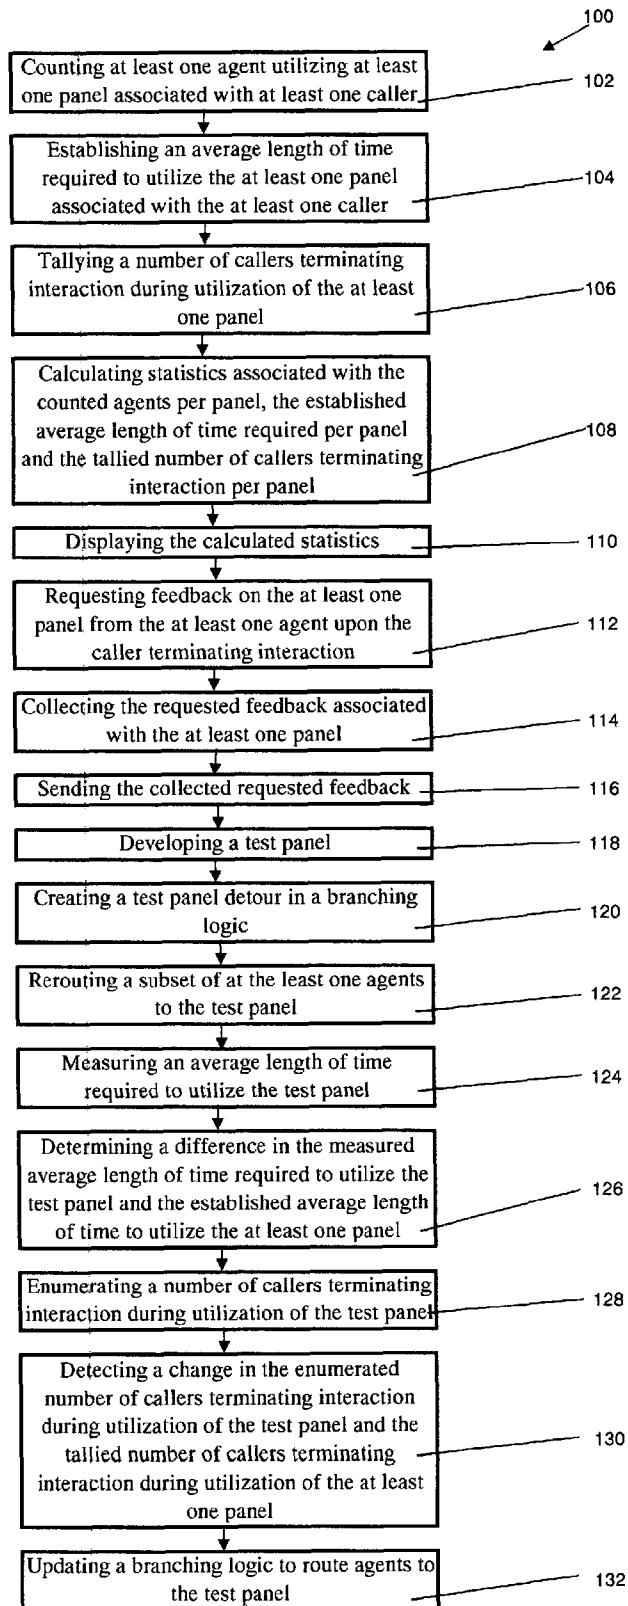 100
Counting at least one agent utilizing at least
one panel associated with at least one caller
102
Establishing an average length of time
required to utilize the at least one panel
associated with the at least one caller
104
Tallying a number of callers terminating
interaction during utilization of the at least
one panel
106
Calculating statistics associated with the
counted agents per panel, the established
average length of time required per panel
and the tallied number of callers terminating
interaction per panel
108
Displaying the calculated statistics
110
Requesting feedback on the at least one
panel from the at least one agent upon the
caller terminating interaction
112
Collecting the requested feedback associated
with the at least one panel
114
Sending the collected requested feedback
116
Developing a test panel
118
Creating a test panel detour in a branching
logic
120
Rerouting a subset of at the least one agents
to the test panel
122
Measuring an average length of time
required to utilize the test panel
124
Determining a difference in the measured
average length of time required to utilize the
test panel and the established average length
of time to utilize the at least one panel
126
Enumerating a number of callers terminating
interaction during utilization of the test panel
128
Detecting a change in the enumerated
number of callers terminating interaction
during utilization of the test panel and the
tallied number of callers terminating
interaction during utilization of the at least
one panel
130
Updating a branching logic to route agents to
the test panel
132